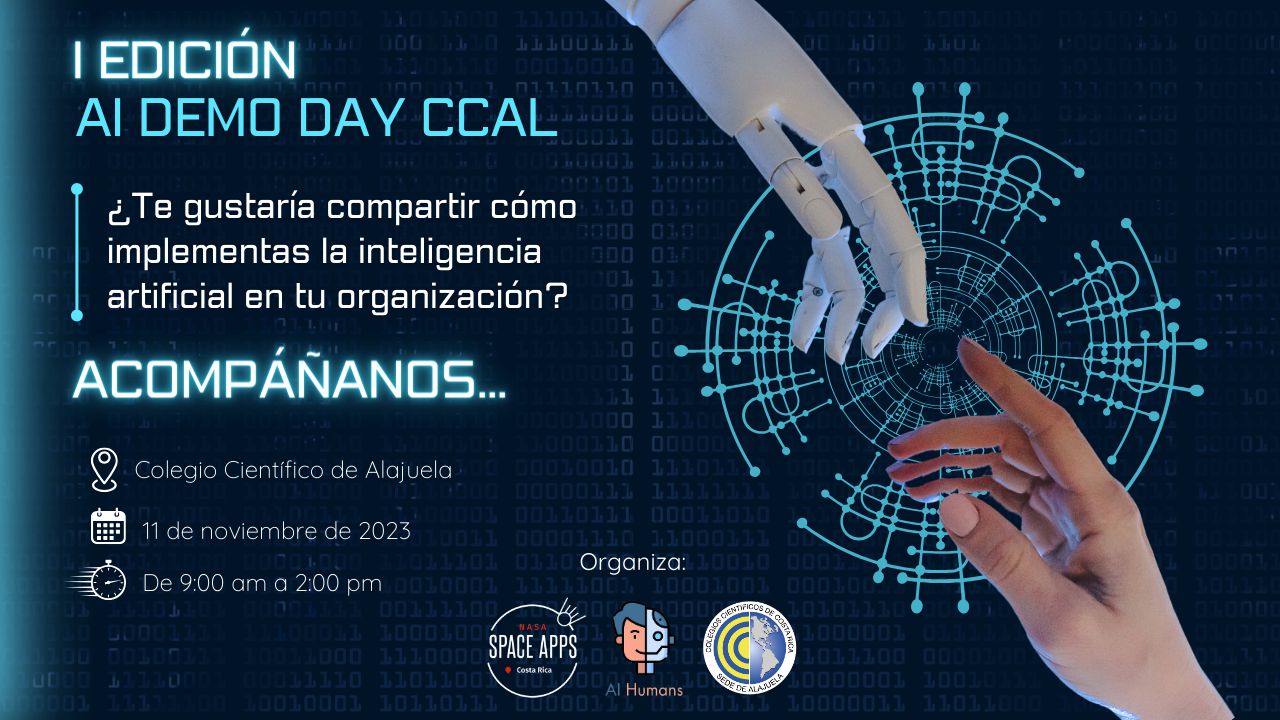 I EDICIÓN
AI DEMO DAY CCAL
¿Te gustaría compartir cómo
implementas la inteligencia
artificial en tu organización?
ACOMPÁÑANOS...
Colegio Científico de Alajuela
11 de noviembre de 2023
De 9:00 am a 2:00 pm
Organiza:
NASA
SPACE APPS
Costa Rica
AI Humans
COLEGIOS CIENTÍFICOS DE COSTA RICA
SEDE DE ALAJUELA